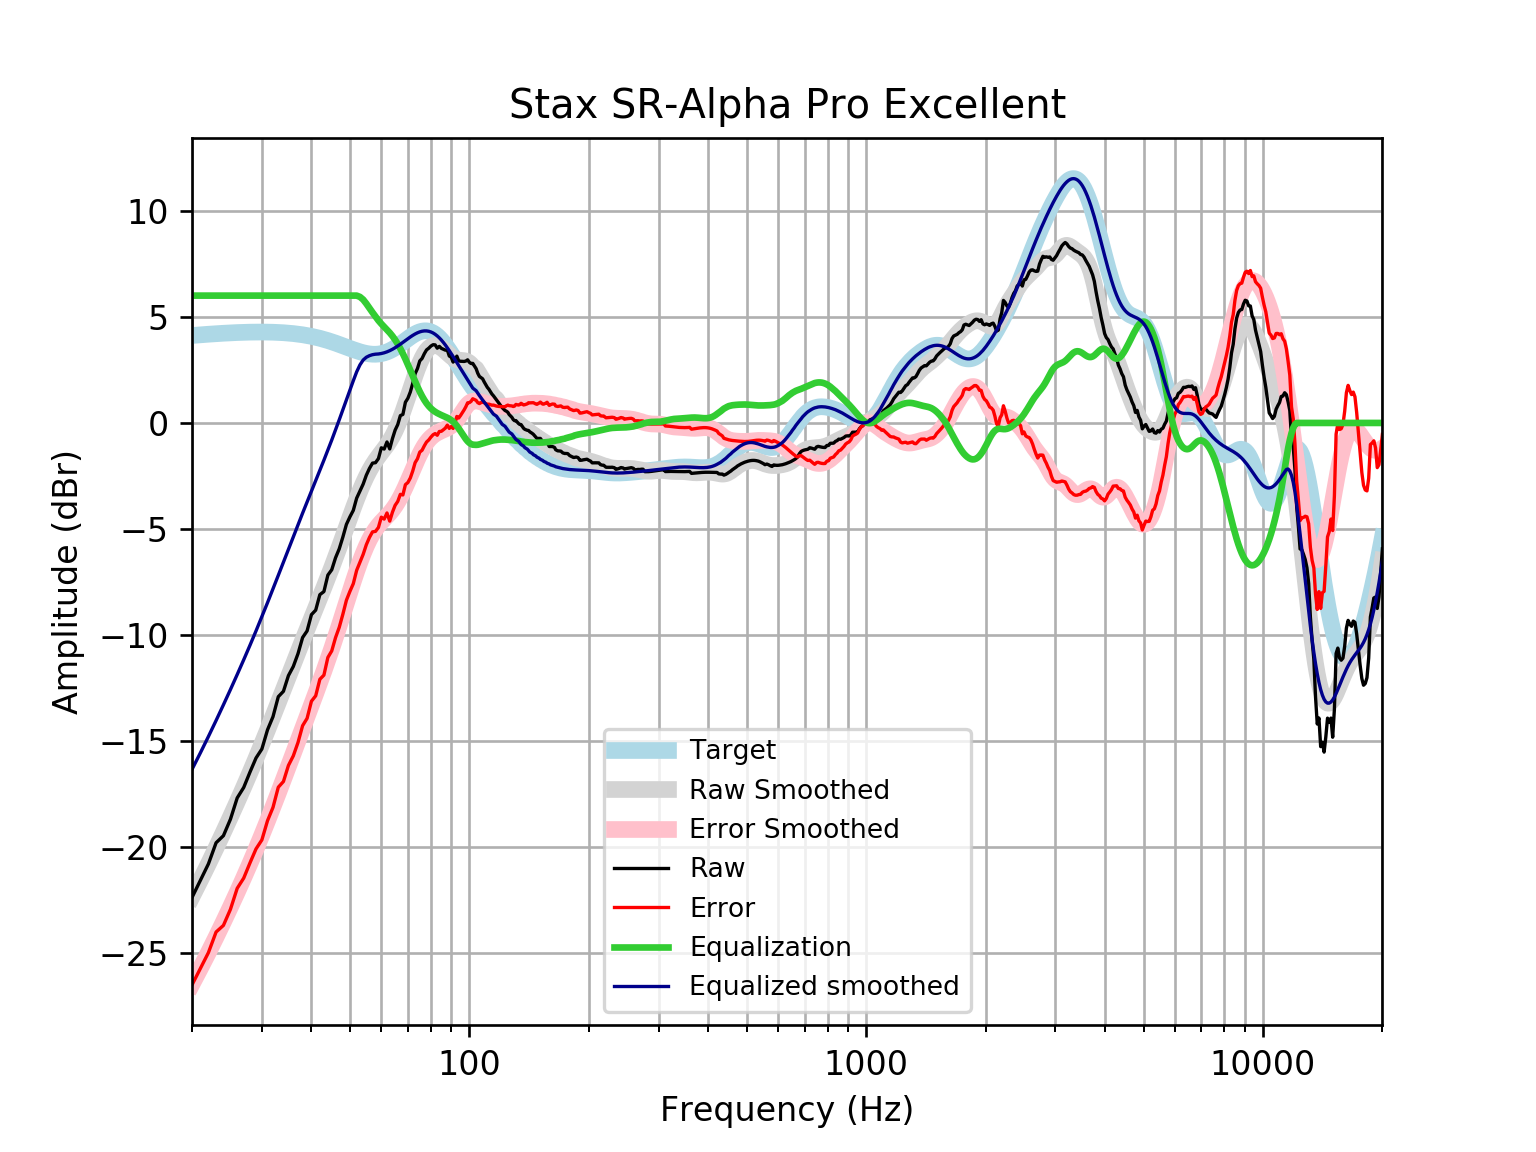 Stax SR-Alpha Pro Excellent
Amplitude (dBr)
10
5
0
−5
−10
−15
−20
−25
Target
Raw Smoothed
Error Smoothed
Raw
Error
Equalization
Equalized smoothed
100
1000
10000
Frequency (Hz)